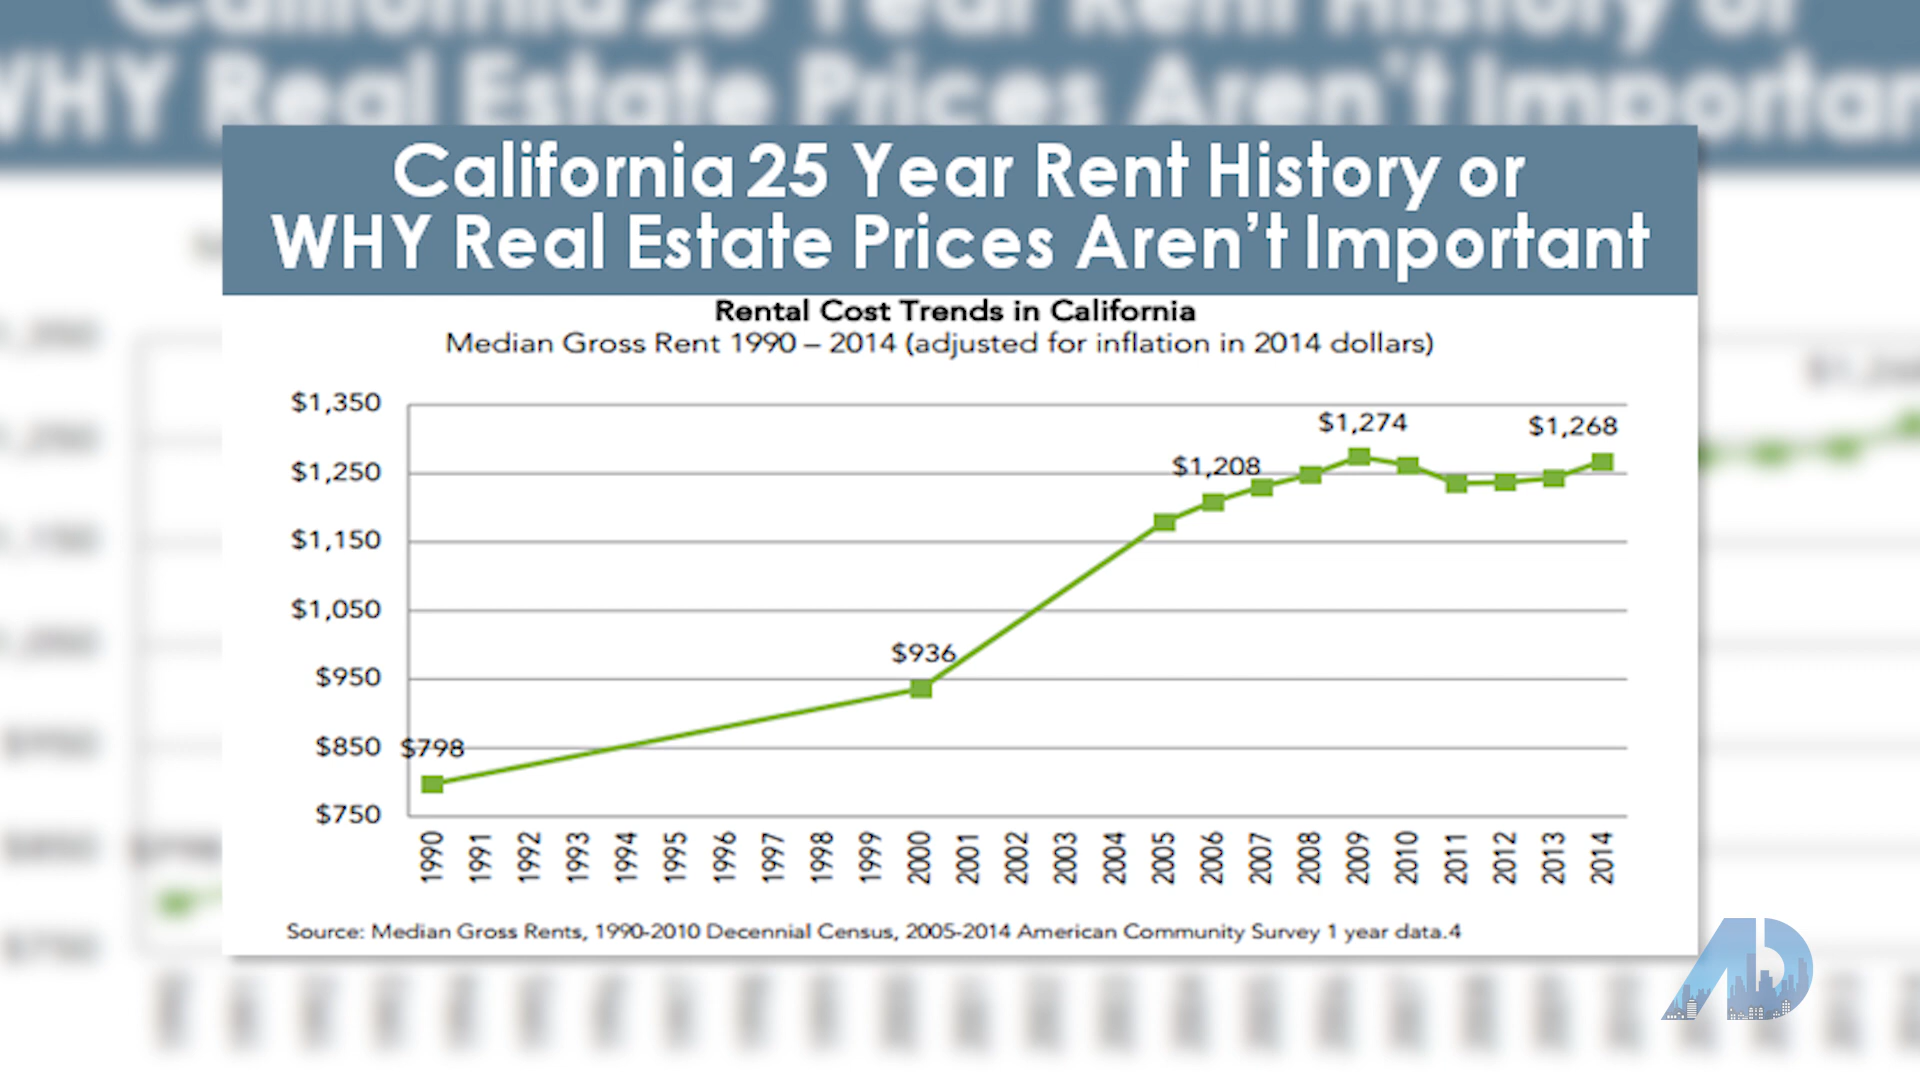 California 25 Year Rent History or
WHY Real Estate Prices Aren't Important
Rental Cost Trends in California
Median Gross Rent 1990 – 2014 (adjusted for inflation in 2014 dollars)
$1,350
$1,250
$1,150
$1,050
$950
$850
$750
$798
$936
$1,208
$1,274
$1,268
1990 1991 1992 1993 1994 1995 1996 1997 1998 1999 2000 2001 2002 2003 2004 2005 2006 2007 2008 2009 2010 2011 2012 2013 2014
Source: Median Gross Rents, 1990-2010 Decennial Census, 2005-2014 American Community Survey 1 year data.4
AD